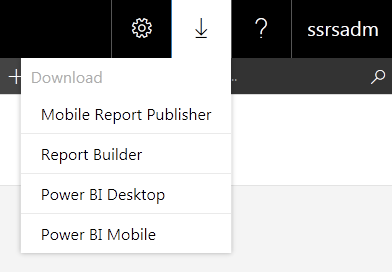 ? ssrsadm
+ ...
Download
Mobile Report Publisher
Report Builder
Power BI Desktop
Power BI Mobile